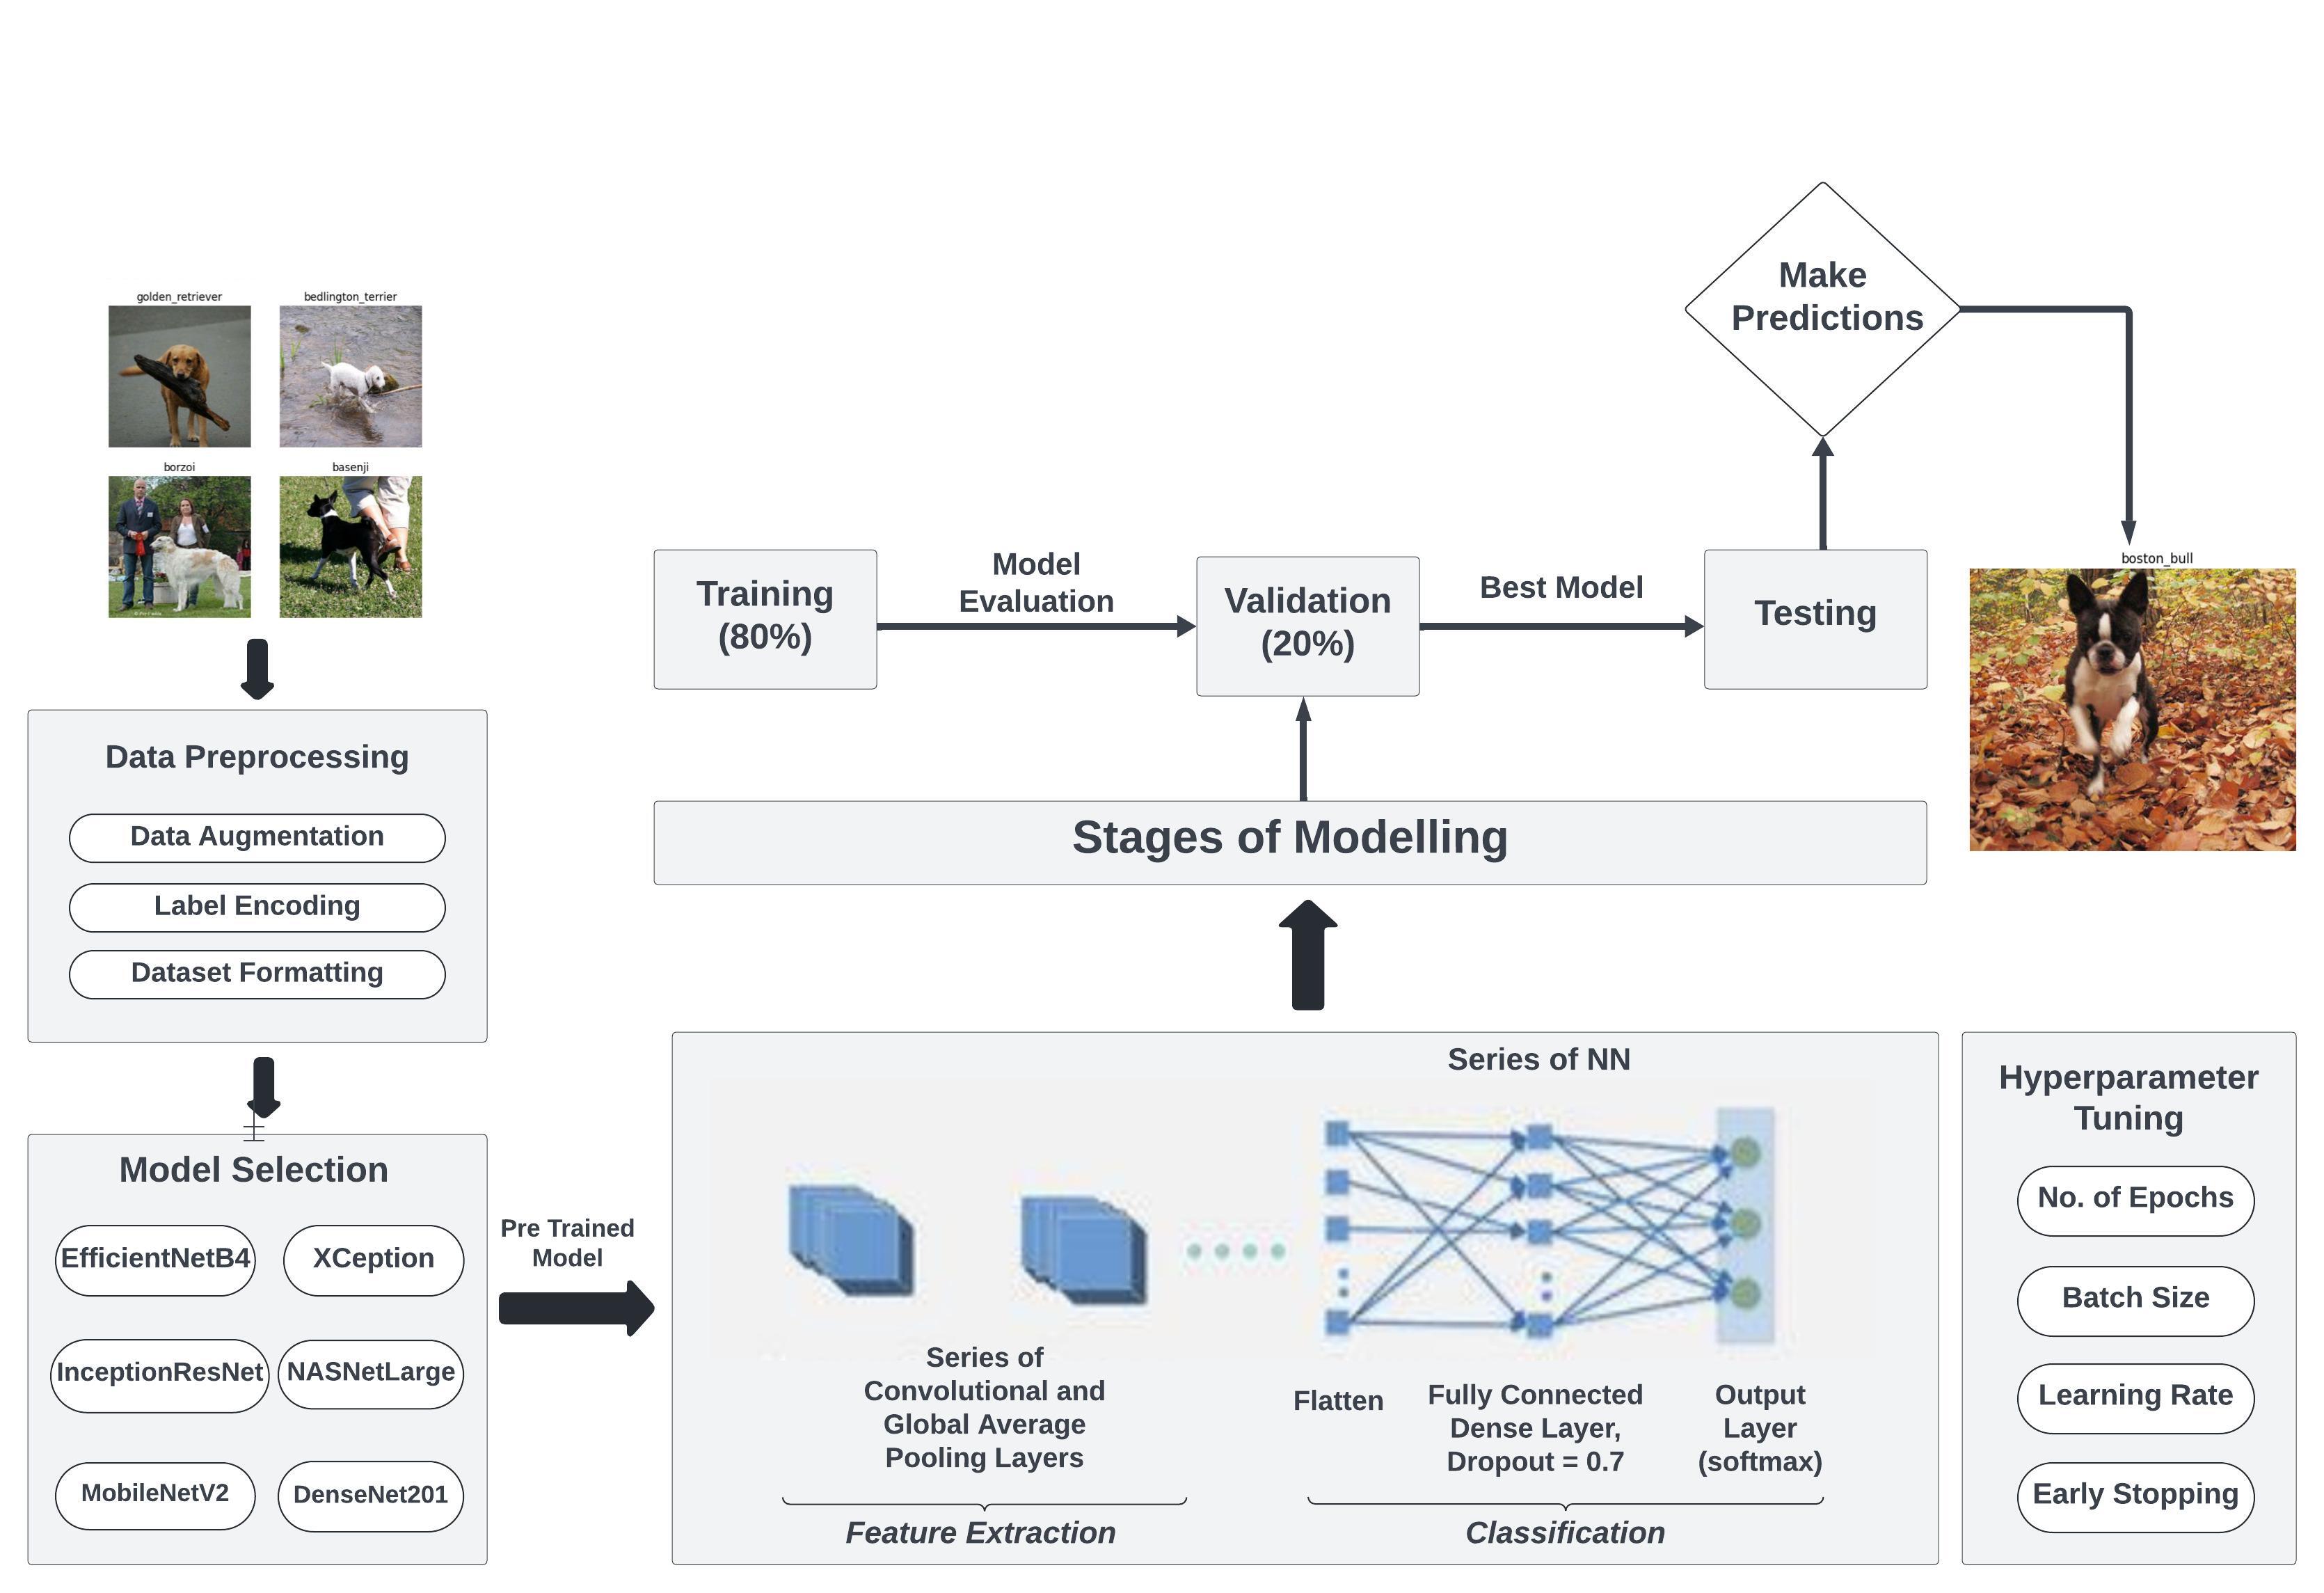 golden_retriever
bedlington_terrier
borzoi
basenji
Data Preprocessing
Data Augmentation
Label Encoding
Dataset Formatting
Model Selection
EfficientNetB4
XCeption
InceptionResNet
NASNetLarge
MobileNetV2
DenseNet201
Pre Trained
Model
Series of NN
Series of
Convolutional and
Global Average
Pooling Layers
Flatten
Fully Connected
Dense Layer,
Dropout = 0.7
Output
Layer
(softmax)
Feature Extraction
Classification
Hyperparameter
Tuning
No. of Epochs
Batch Size
Learning Rate
Early Stopping
Stages of Modelling
Training
(80%)
Model
Evaluation
Validation
(20%)
Best Model
Testing
Make
Predictions
boston_bull